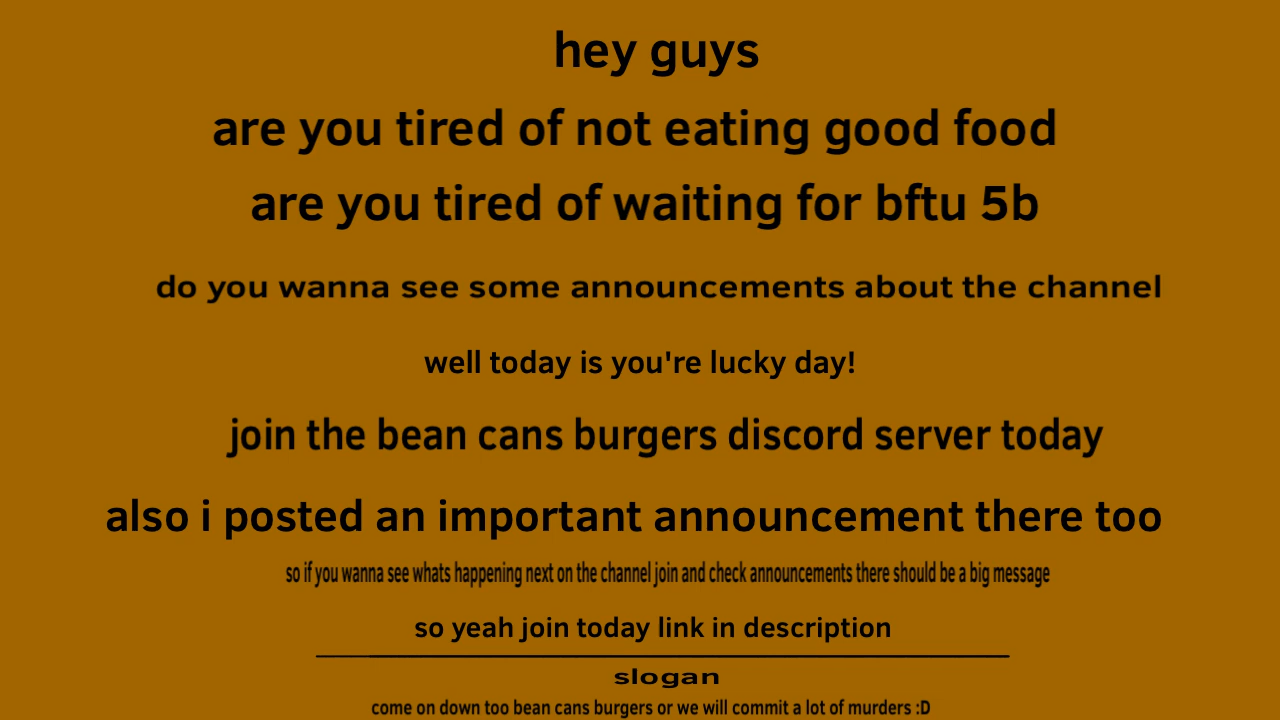 hey guys
are you tired of not eating good food
are you tired of waiting for bftu 5b
do you wanna see some announcements about the channel
well today is you're lucky day!
join the bean cans burgers discord server today
also i posted an important announcement there too
so if you wanna see whats happening next on the channel join and check announcements there should be a big message
so yeah join today link in description
slogan
come on down too bean cans burgers or we will commit a lot of murders :D